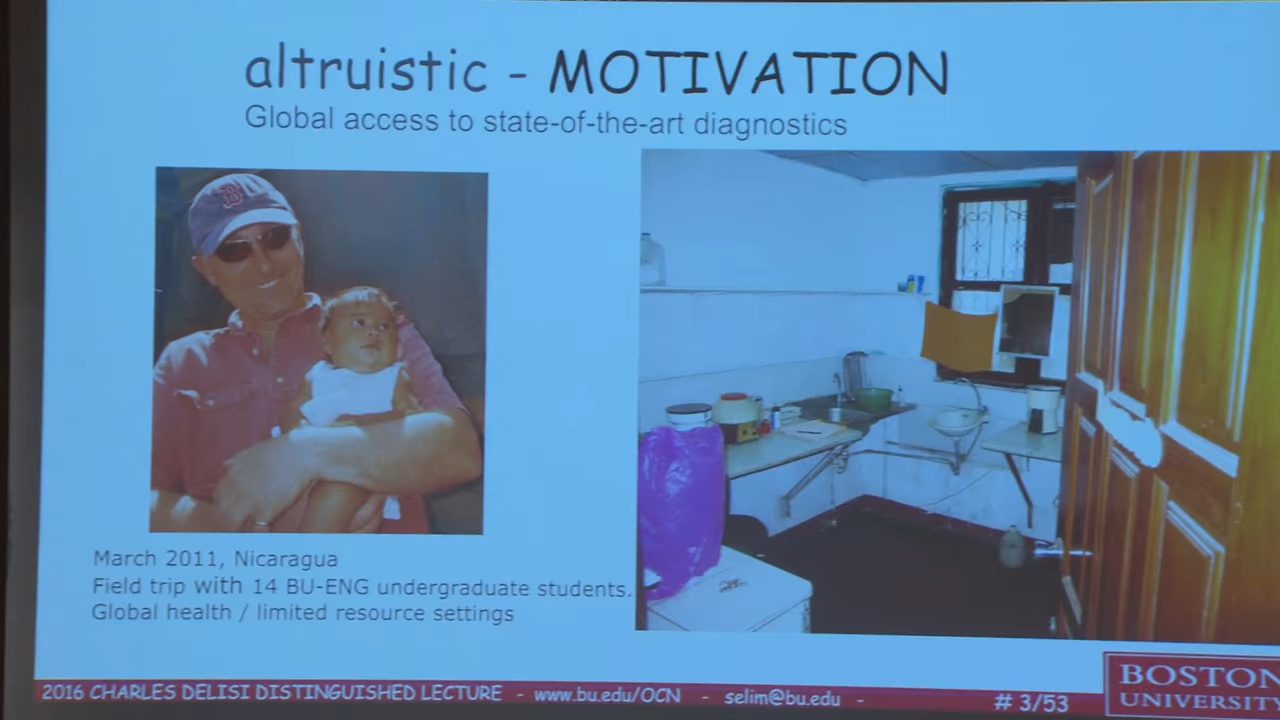 altruistic - MOTIVATION
Global access to state-of-the-art diagnostics
B
March 2011, Nicaragua
Field trip with 14 BU-ENG undergraduate students.
Global health / limited resource settings
2016 CHARLES DELISI DISTINGUISHED LECTURE - www.bu.edu/OCN - selim@bu.edu - # 3/53
BOSTON
UNIVERSITY